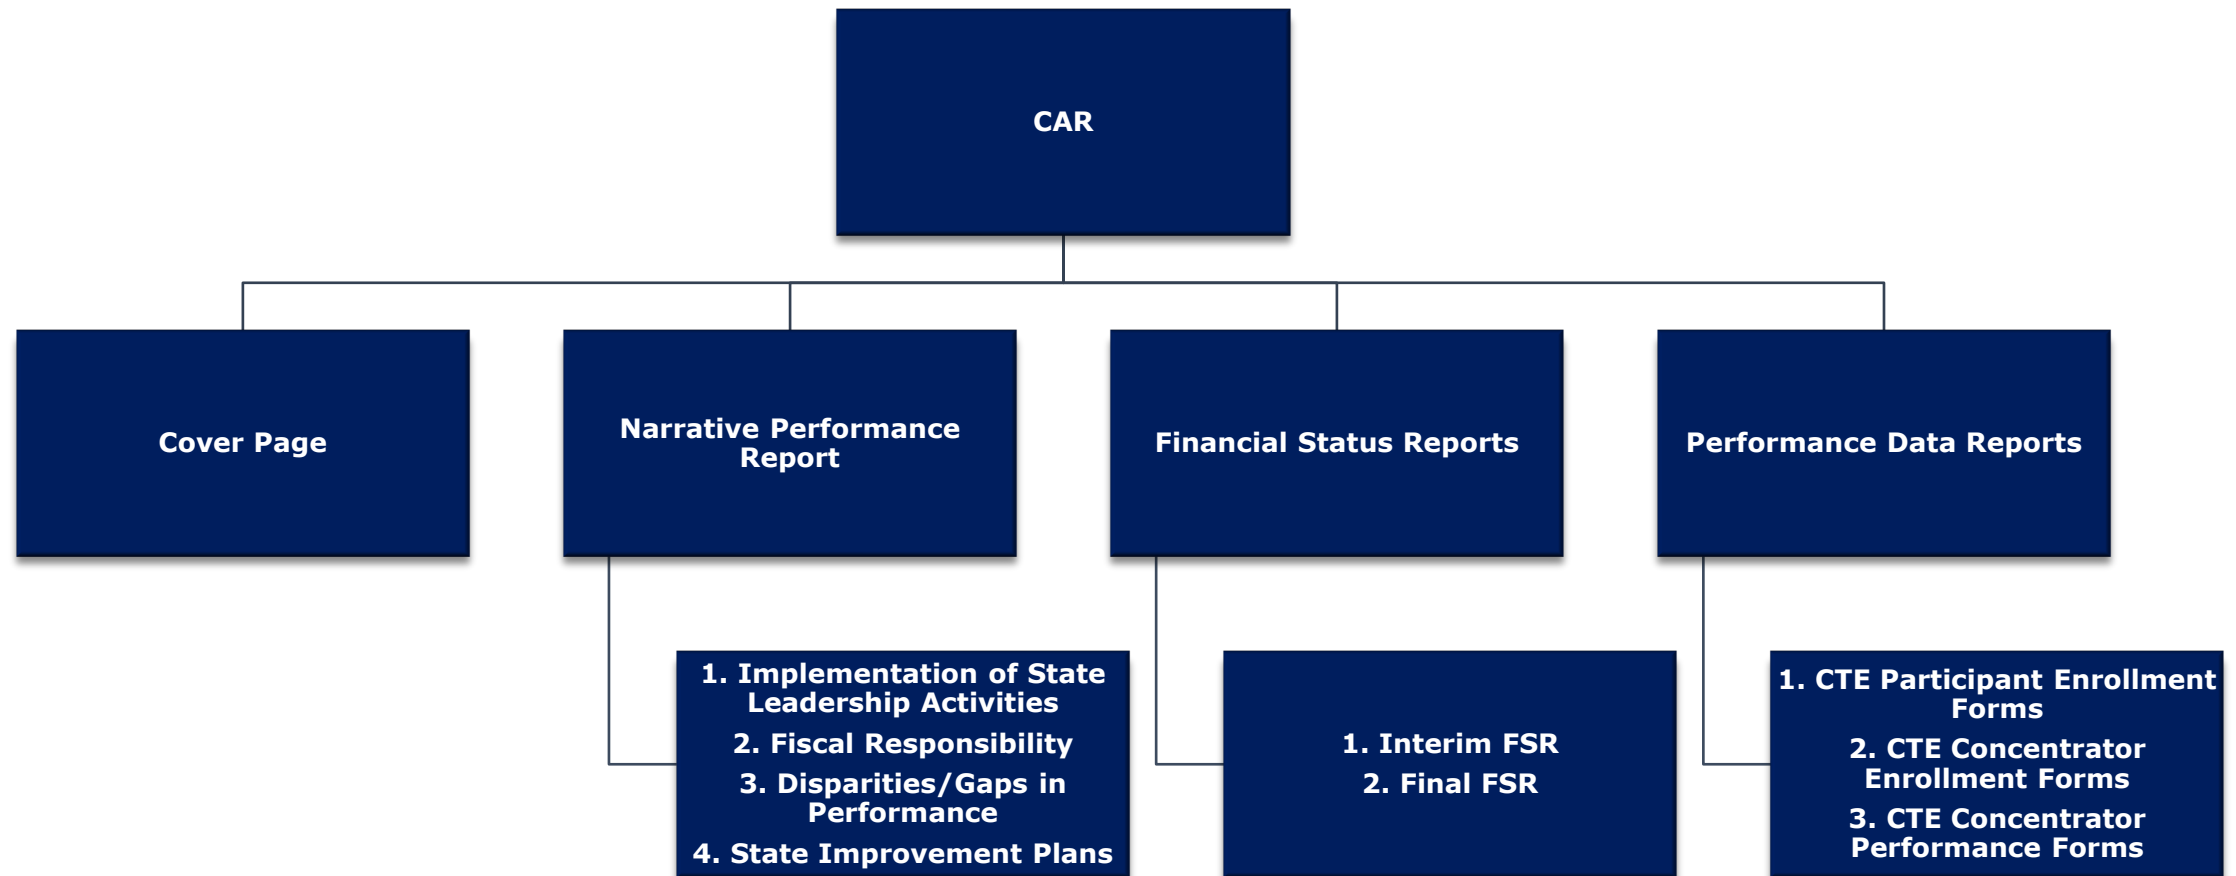 CAR
Cover Page
Narrative Performance
Report
Financial Status Reports
Performance Data Reports
1. Implementation of State
Leadership Activities
2. Fiscal Responsibility
3. Disparities/Gaps in
Performance
4. State Improvement Plans
1. Interim FSR
2. Final FSR
1. CTE Participant Enrollment
Forms
2. CTE Concentrator
Enrollment Forms
3. CTE Concentrator
Performance Forms